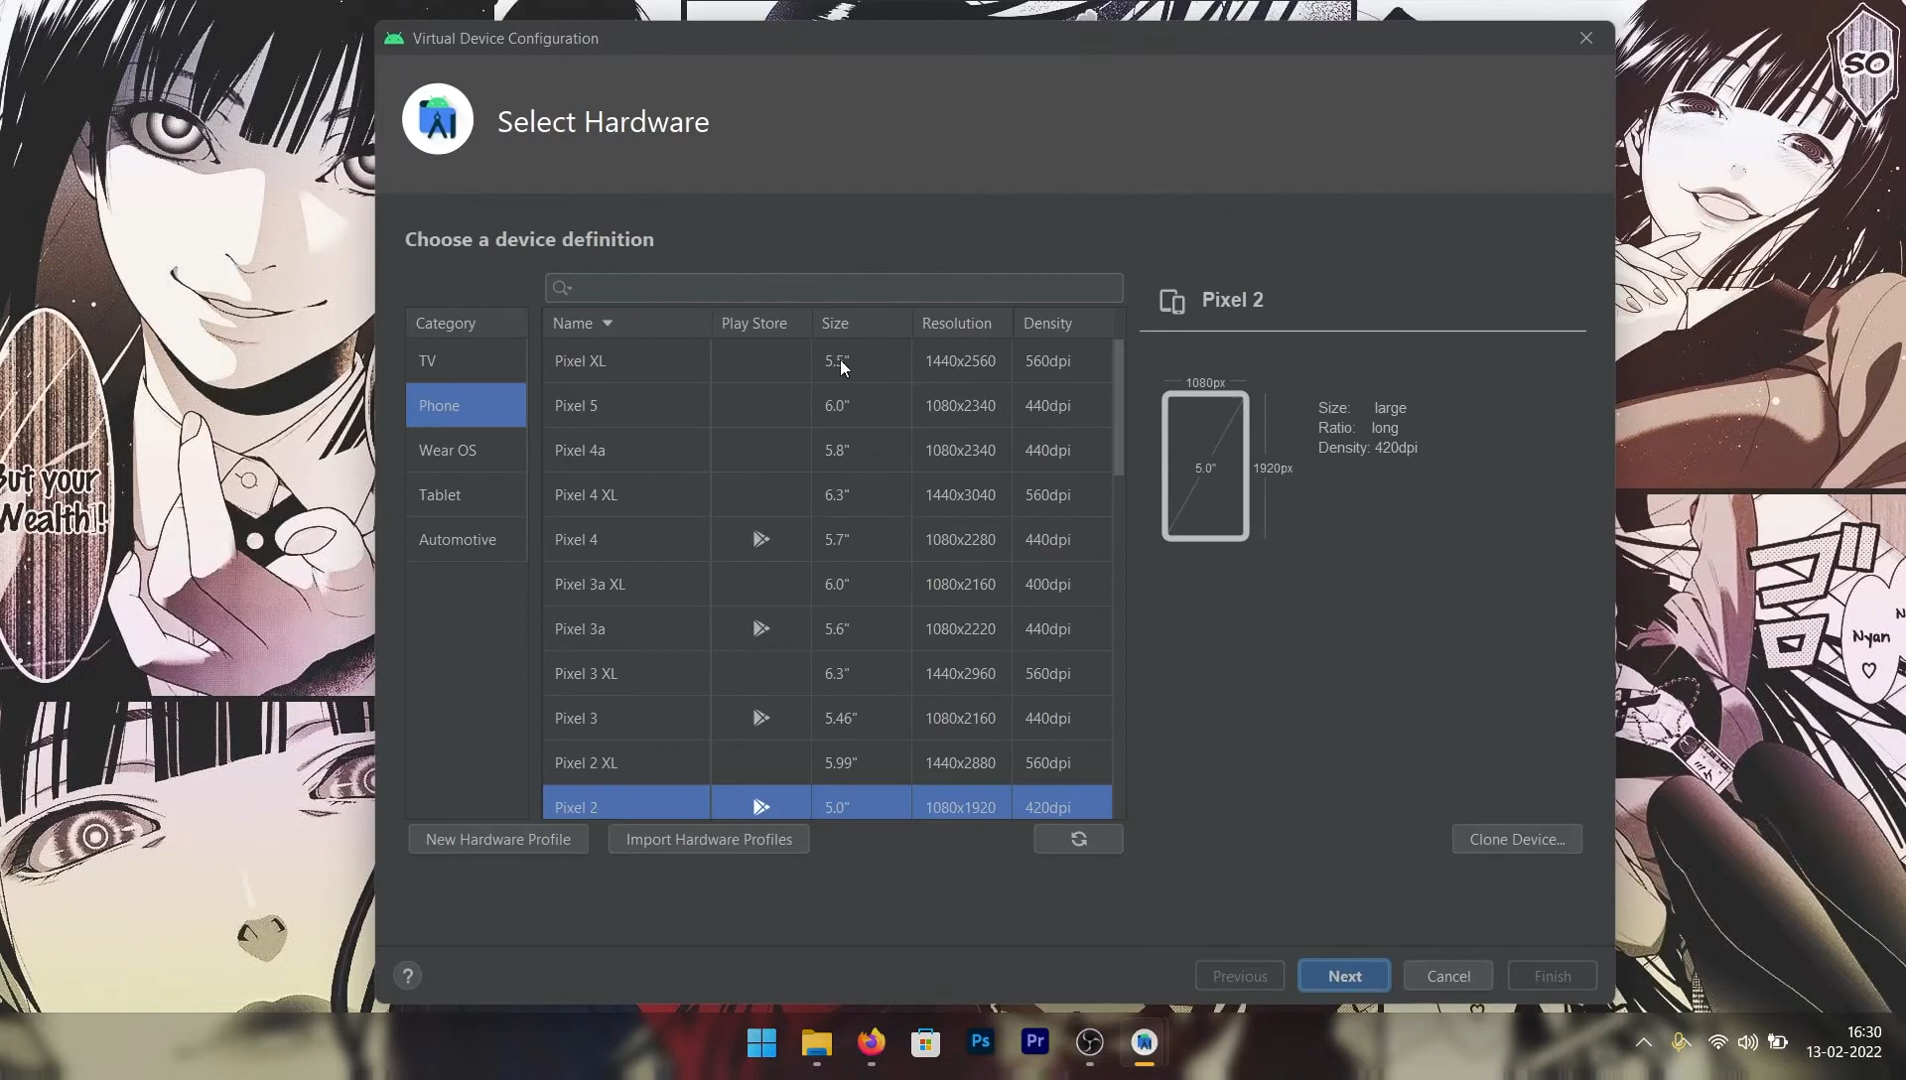 Virtual Device Configuration
Select Hardware
Choose a device definition
Category
TV
Phone
Wear OS
Tablet
Automotive
Name Play Store Size Resolution Density
Pixel XL 5.5" 1440x2560 560dpi
Pixel 5 6.0" 1080x2340 440dpi
Pixel 4a 5.8" 1080x2340 440dpi
Pixel 4 XL 6.3" 1440x3040 560dpi
Pixel 4 5.7" 1080x2280 440dpi
Pixel 3a XL 6.0" 1080x2160 400dpi
Pixel 3a 5.6" 1080x2220 440dpi
Pixel 3 XL 6.3" 1440x2960 560dpi
Pixel 3 5.46" 1080x2160 440dpi
Pixel 2 XL 5.99" 1440x2880 560dpi
Pixel 2 5.0" 1080x1920 420dpi
Pixel 2
1080px
5.0"
1920px
Size: large
Ratio: long
Density: 420dpi
New Hardware Profile
Import Hardware Profiles
Clone Device...
?
Previous
Next
Cancel
Finish
But your
Wealth!
SO
Nyan
♡
Ps
Pr
16:30
13-02-2022